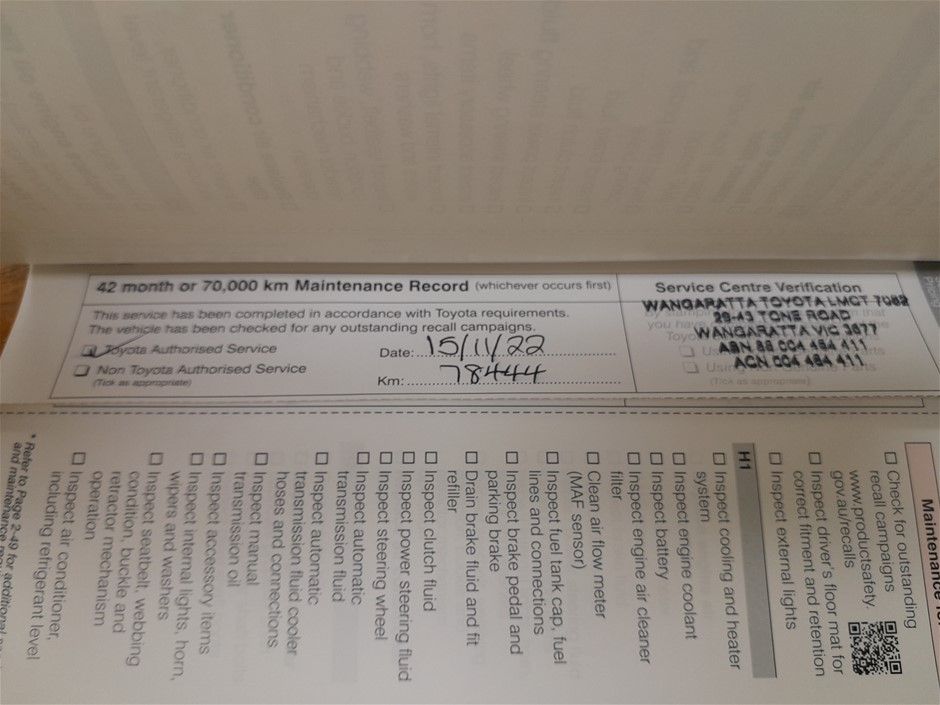 42 month or 70,000 km Maintenance Record (whichever occurs first)
This service has been completed in accordance with Toyota requirements.
The vehicle has been checked for any outstanding recall campaigns.
Toyota Authorised Service
Non Toyota Authorised Service
(Tick as appropriate)
Date: 15/11/22
Km: 78444
Service Centre Verification
WANGARATTA TOYOTA LMCT 7082
29-43 TONE ROAD
WANGARATTA VIC 3677
ABN 88 004 484 411
ACN 004 484 411
(Tick as appropriate)
Maintenance
Check for outstanding
recall campaigns
www.productsafety.
gov.au/recalls
Inspect driver's floor mat for
correct fitment and retention
Inspect external lights
H1
Inspect cooling and heater
system
Inspect engine coolant
Inspect battery
Inspect engine air cleaner
filter
Clean air flow meter
(MAF sensor)
Inspect fuel tank cap, fuel
lines and connections
Inspect brake pedal and
parking brake
Drain brake fluid and fit
refiller
Inspect clutch fluid
Inspect power steering fluid
Inspect steering wheel
Inspect automatic
transmission fluid
Inspect automatic
transmission fluid cooler
hoses and connections
Inspect manual
transmission oil
Inspect accessory items
Inspect internal lights, horn,
wipers and washers
Inspect seatbelt, webbing
condition, buckle and
retractor mechanism
operation
Inspect air conditioner,
including refrigerant level
* Refer to Page 2-49 for additional
and maintenance